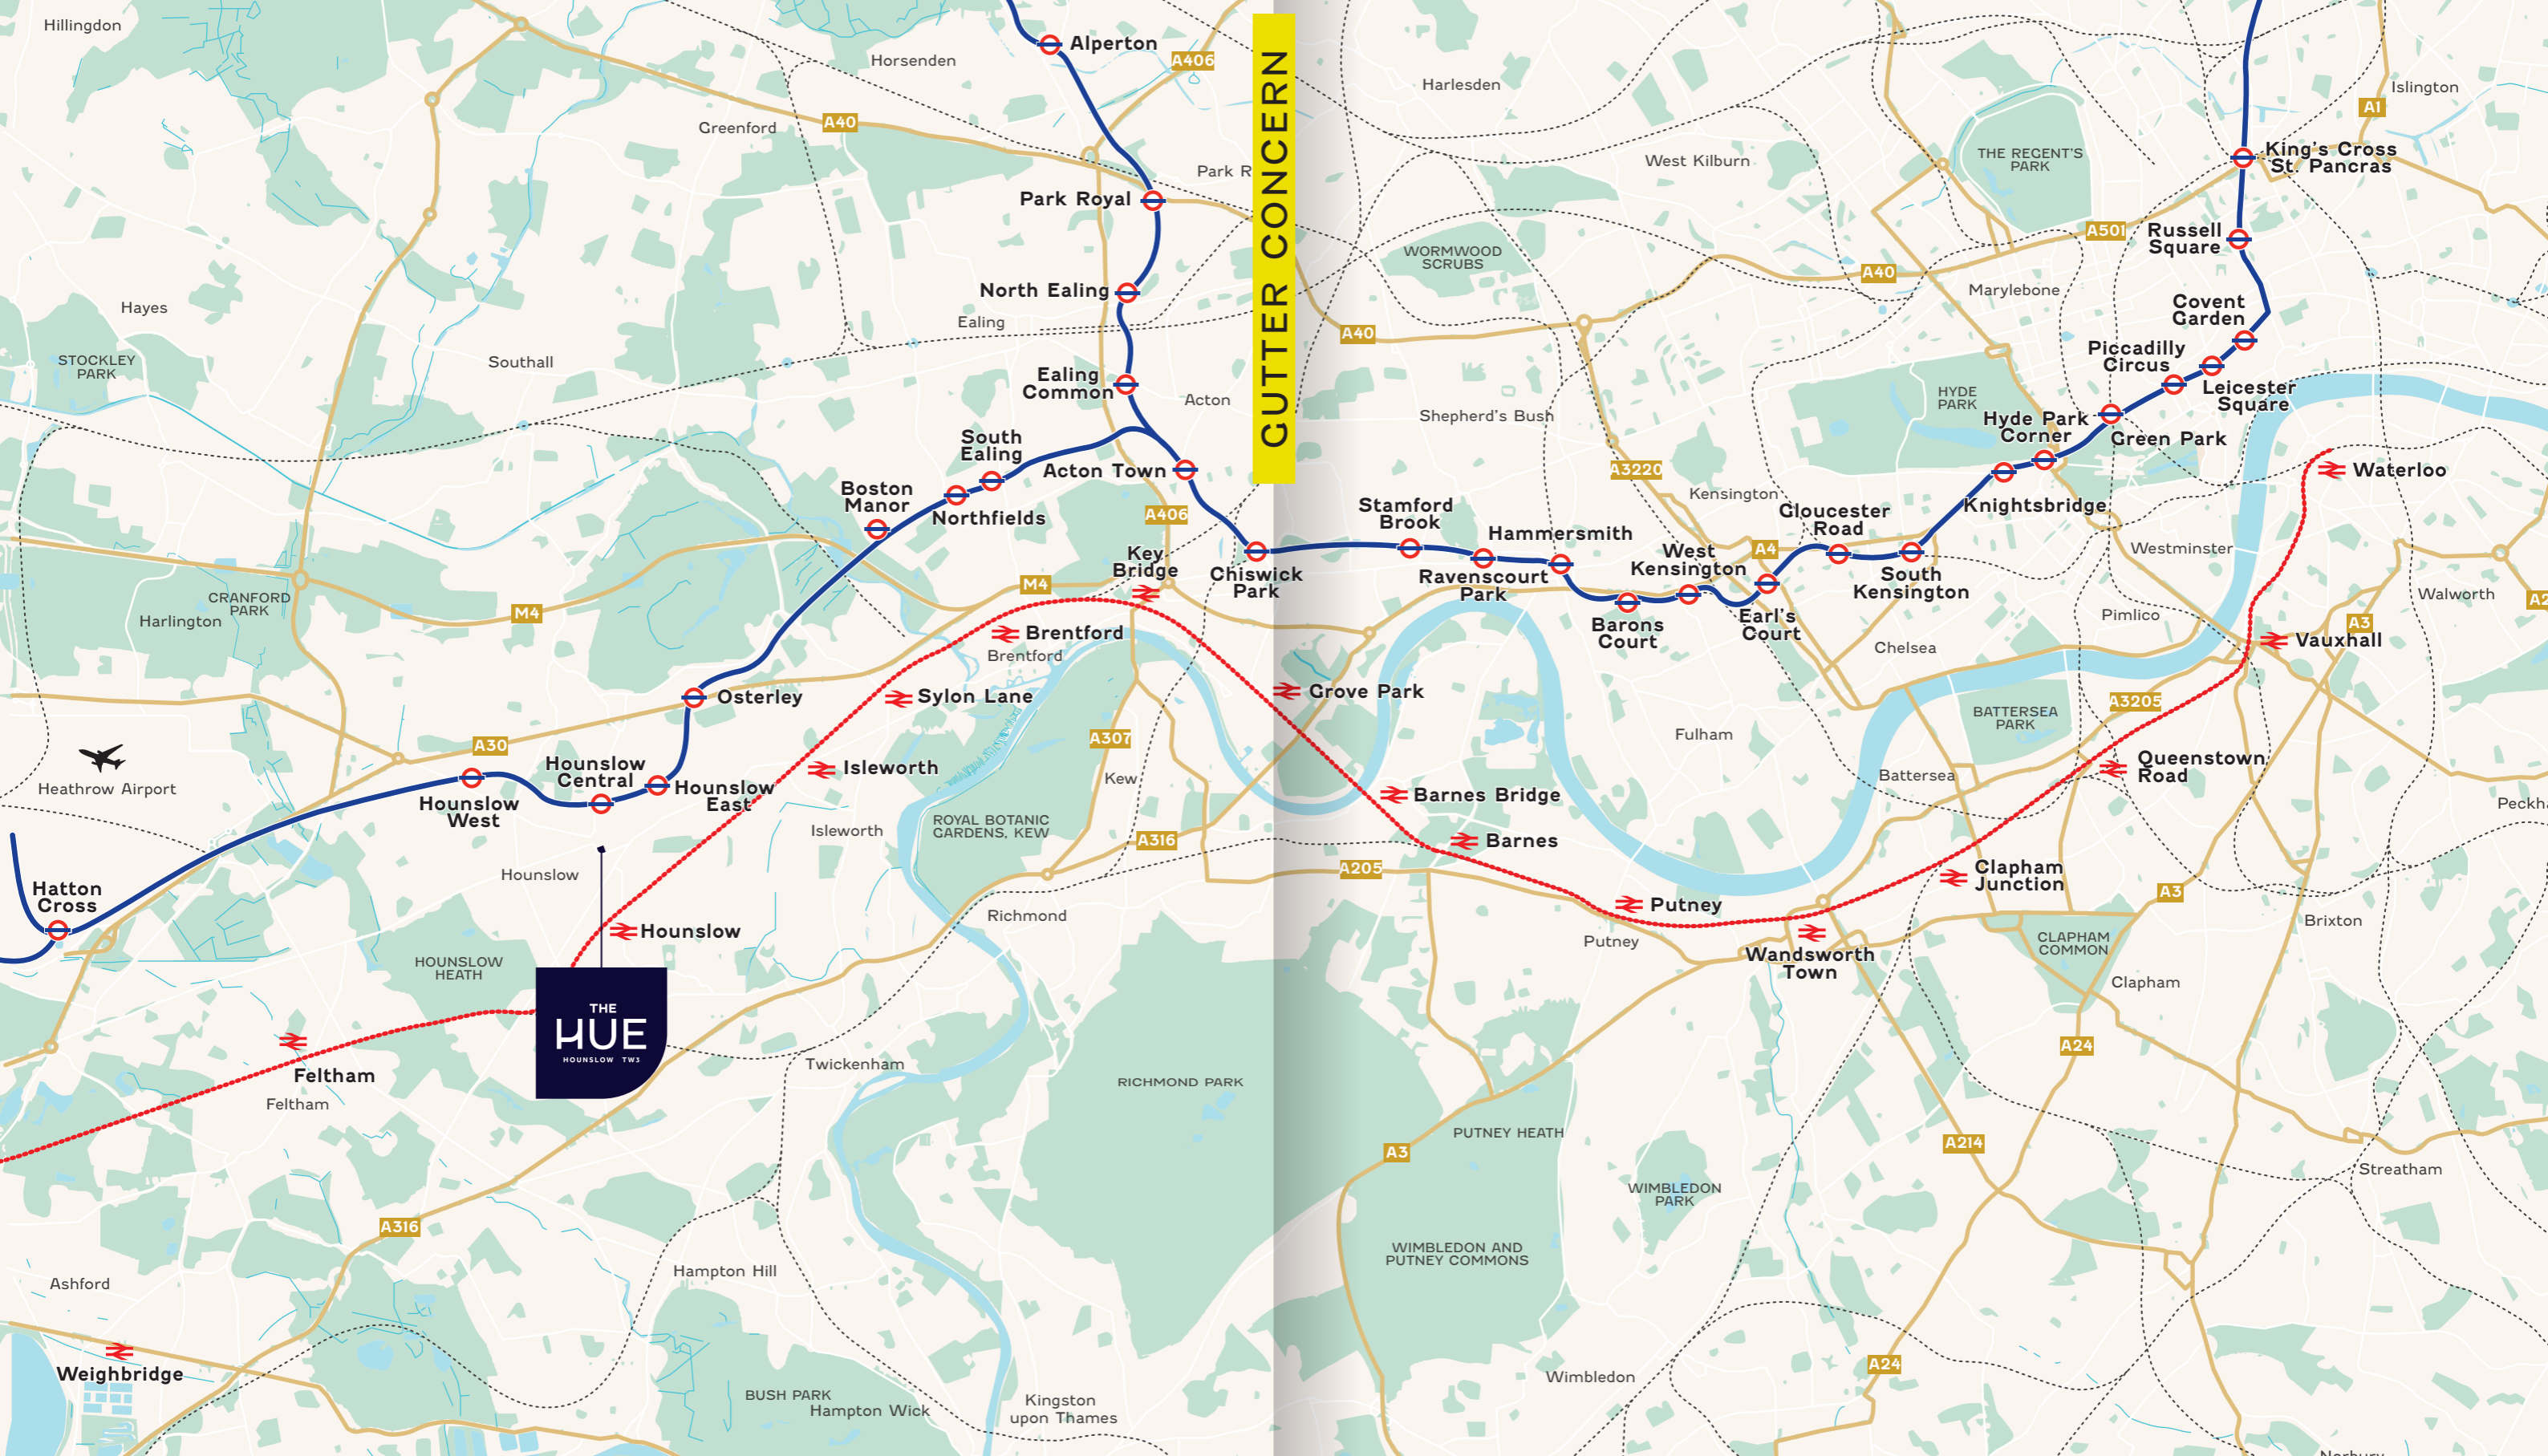 Hillingdon
Alperton
Horsenden
A406
Harlesden
Islington
A1
Greenford
A40
Park R
West Kilburn
THE REGENT'S
PARK
King's Cross
St. Pancras
Park Royal
GUTTER CONCERN
WORMWOOD
SCRUBS
A501
Russell
Square
A40
Hayes
North Ealing
Marylebone
Covent
Garden
Ealing
A40
STOCKLEY
PARK
Southall
Piccadilly
Circus
Ealing
Common
Acton
HYDE
PARK
Leicester
Square
Shepherd's Bush
Hyde Park
Corner
Green Park
South
Ealing
Acton Town
A3220
Waterloo
Boston
Manor
Northfields
A406
Stamford
Brook
Kensington
Gloucester
Road
Knightsbridge
Hammersmith
Key
Bridge
Chiswick
Park
Ravenscourt
Park
West
Kensington
A4
South
Kensington
Westminster
CRANFORD
PARK
Harlington
M4
M4
Barons
Court
Earl's
Court
Pimlico
Walworth
A2
A3
Brentford
Brentford
Chelsea
Vauxhall
Osterley
Sylon Lane
Grove Park
BATTERSEA
PARK
A3205
A30
A307
Fulham
Heathrow Airport
Hounslow
Central
Isleworth
Kew
Battersea
Queenstown
Road
Hounslow
West
Hounslow
East
Barnes Bridge
Peckh
Isleworth
ROYAL BOTANIC
GARDENS, KEW
A316
Barnes
Hatton
Cross
Hounslow
A205
Clapham
Junction
A3
Richmond
Putney
Brixton
Hounslow
Putney
Wandsworth
Town
CLAPHAM
COMMON
HOUNSLOW
HEATH
Clapham
THE
HUE
HOUNSLOW TW3
A24
Feltham
Feltham
Twickenham
RICHMOND PARK
PUTNEY HEATH
A3
A214
Streatham
WIMBLEDON
PARK
A316
WIMBLEDON AND
PUTNEY COMMONS
Ashford
Hampton Hill
Weighbridge
A24
Wimbledon
BUSH PARK
Hampton Wick
Kingston
upon Thames